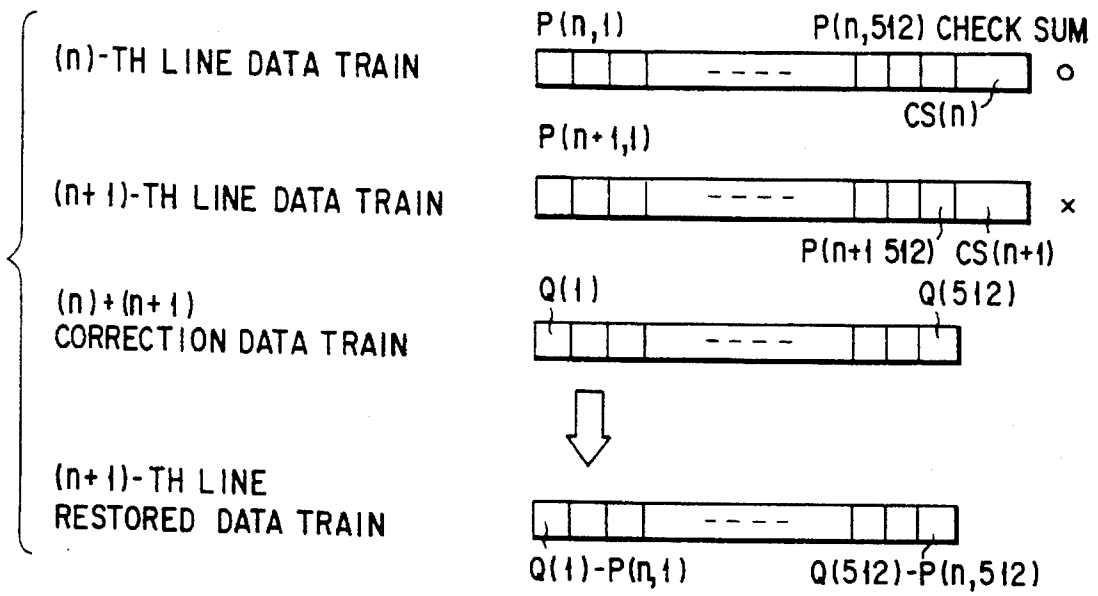 P(n,1) P(n,512) CHECK SUM
(n)-TH LINE DATA TRAIN ---- o
CS(n)
P(n+1,1)
(n+1)-TH LINE DATA TRAIN ---- x
P(n+1 512) CS(n+1)
(n)+(n+1) Q(1) Q(512)
CORRECTION DATA TRAIN ----
(n+1)-TH LINE
RESTORED DATA TRAIN ----
Q(1)-P(n,1) Q(512)-P(n,512)